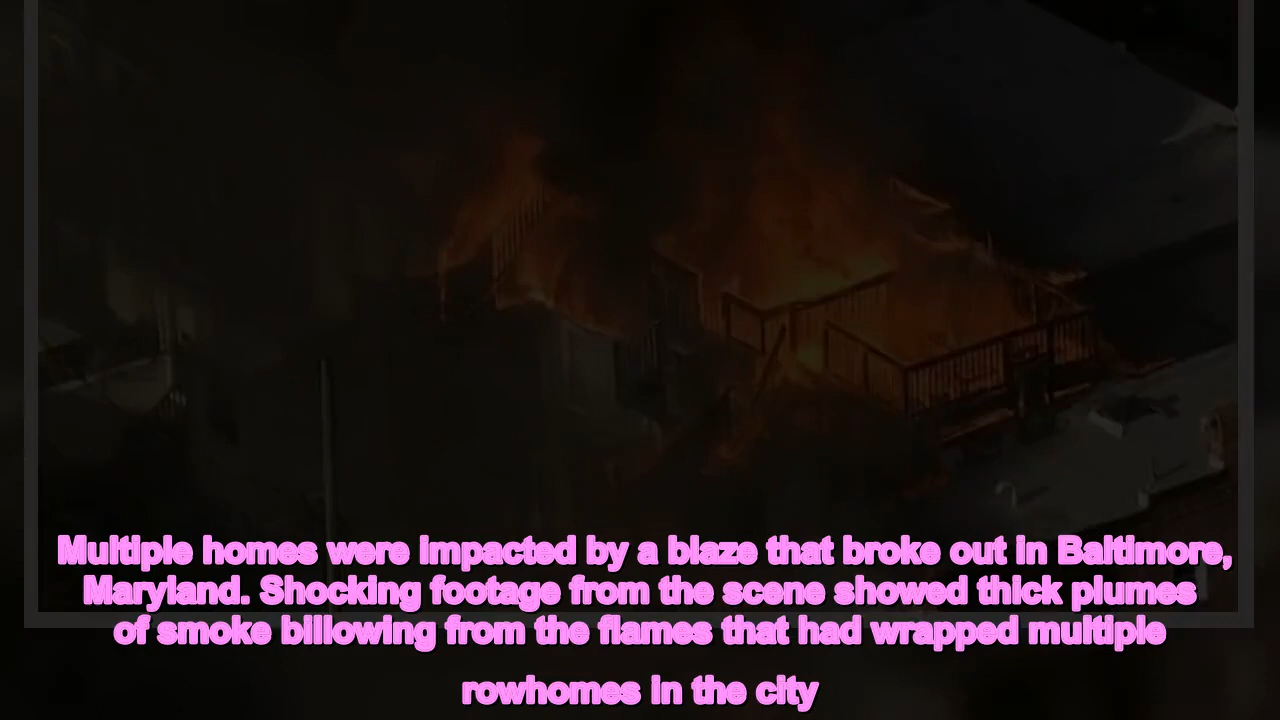 Multiple homes were impacted by a blaze that broke out in Baltimore,
Maryland. Shocking footage from the scene showed thick plumes
of smoke billowing from the flames that had wrapped multiple
rowhomes in the city